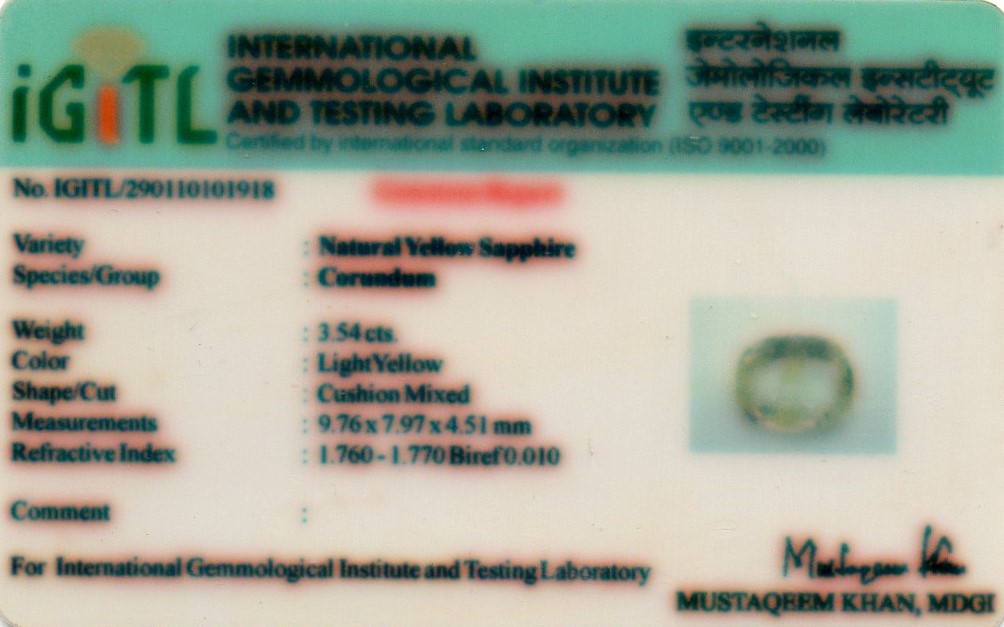 iGiTL
INTERNATIONAL
GEMMOLOGICAL INSTITUTE
AND TESTING LABORATORY
Certified by international standard organization (ISO 9001-2000)
इन्टरनेशनल
जेमोलोजिकल इन्सटीट्यूट
एण्ड टेस्टींग लेबोरेटरी
No. IGITL/290110101918
Variety : Natural Yellow Sapphire
Species/Group : Corundum
Weight : 3.54 cts.
Color : Light Yellow
Shape/Cut : Cushion Mixed
Measurements : 9.76 x 7.97 x 4.51 mm
Refractive Index : 1.760 - 1.770 Biref 0.010
Comment :
For International Gemmological Institute and Testing Laboratory
Mustaqeem Khan
MUSTAQEEM KHAN, MDGI